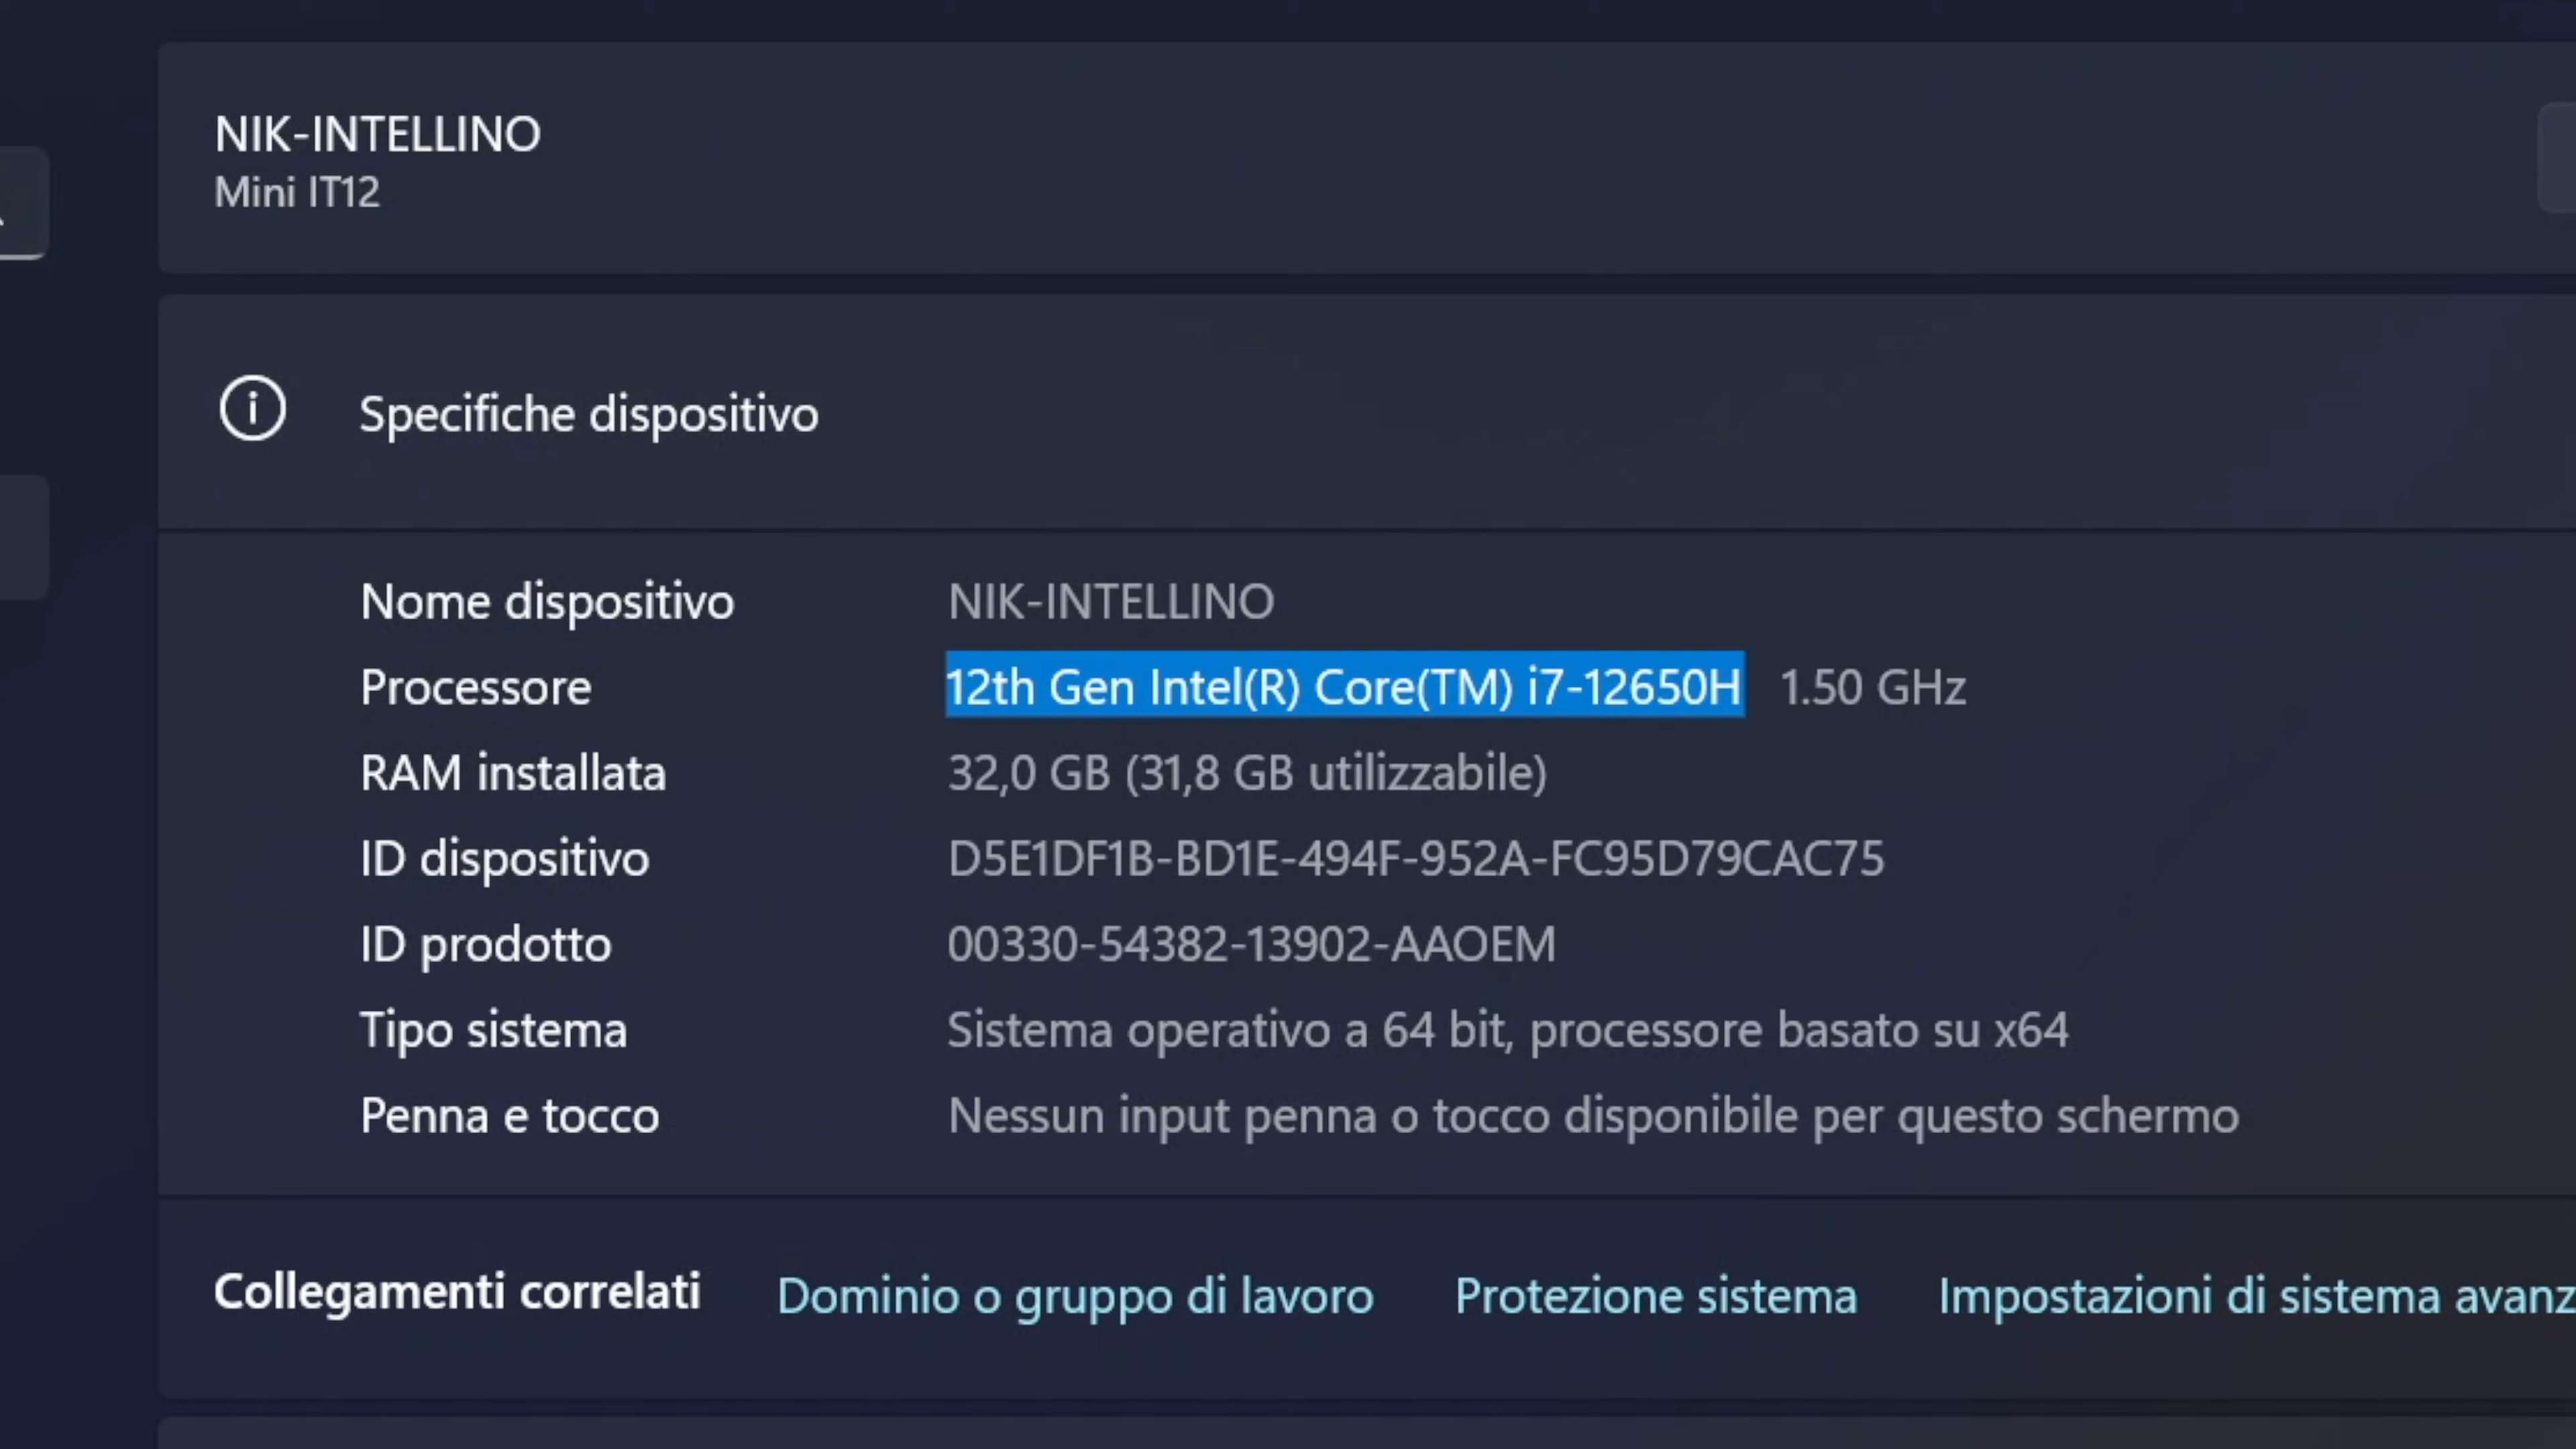 NIK-INTELLINO
Mini IT12
Specifiche dispositivo
Nome dispositivo NIK-INTELLINO
Processore 12th Gen Intel(R) Core(TM) i7-12650H 1.50 GHz
RAM installata 32,0 GB (31,8 GB utilizzabile)
ID dispositivo D5E1DF1B-BD1E-494F-952A-FC95D79CAC75
ID prodotto 00330-54382-13902-AAOEM
Tipo sistema Sistema operativo a 64 bit, processore basato su x64
Penna e tocco Nessun input penna o tocco disponibile per questo schermo
Collegamenti correlati Dominio o gruppo di lavoro Protezione sistema Impostazioni di sistema avanz